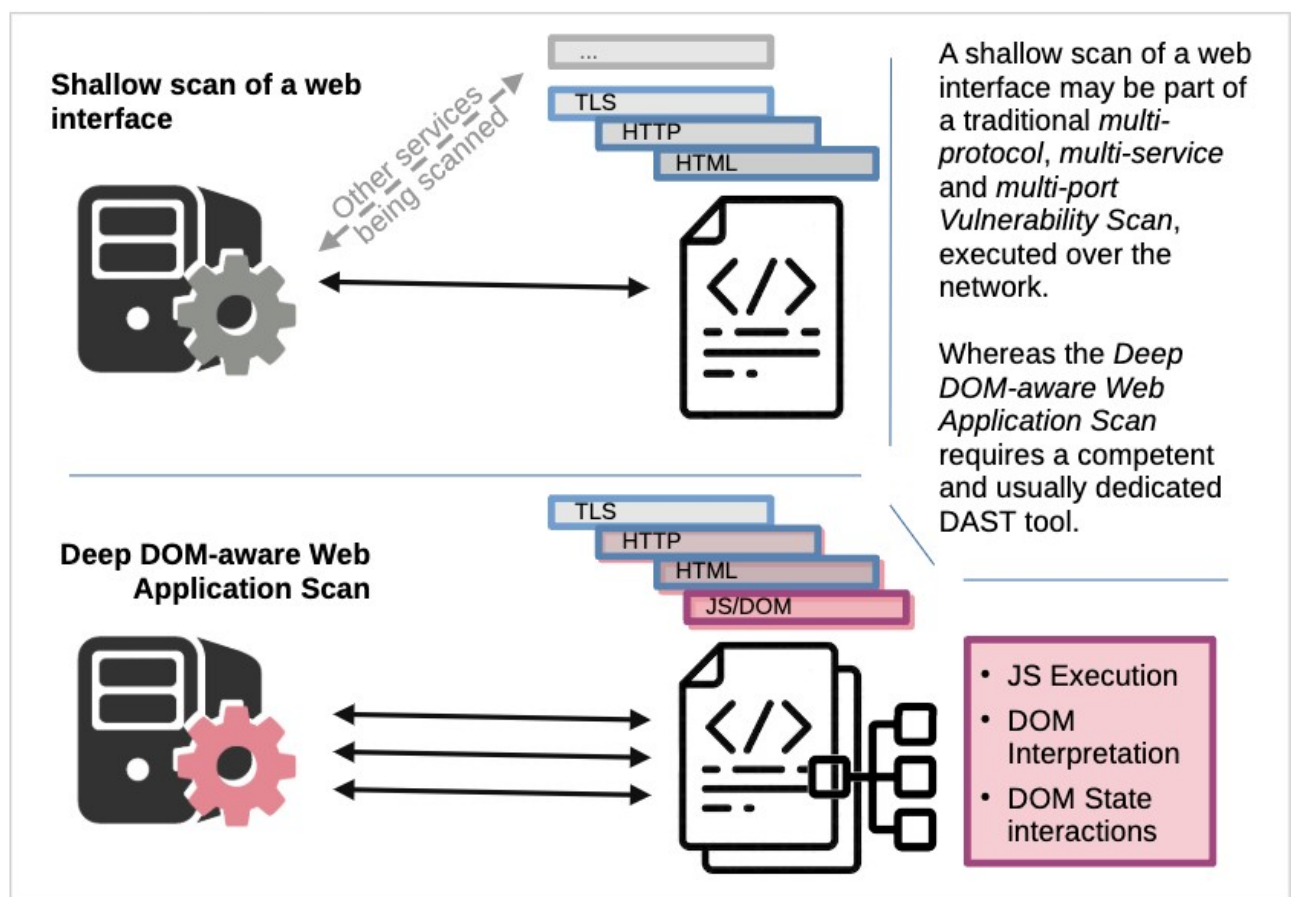 Shallow scan of a web
interface
Other services
being scanned
...
TLS
HTTP
HTML
A shallow scan of a web
interface may be part of
a traditional multi-
protocol, multi-service
and multi-port
Vulnerability Scan,
executed over the
network.
Whereas the Deep
DOM-aware Web
Application Scan
requires a competent
and usually dedicated
DAST tool.
Deep DOM-aware Web
Application Scan
TLS
HTTP
HTML
JS/DOM
</>
</>
• JS Execution
• DOM
Interpretation
• DOM State
interactions